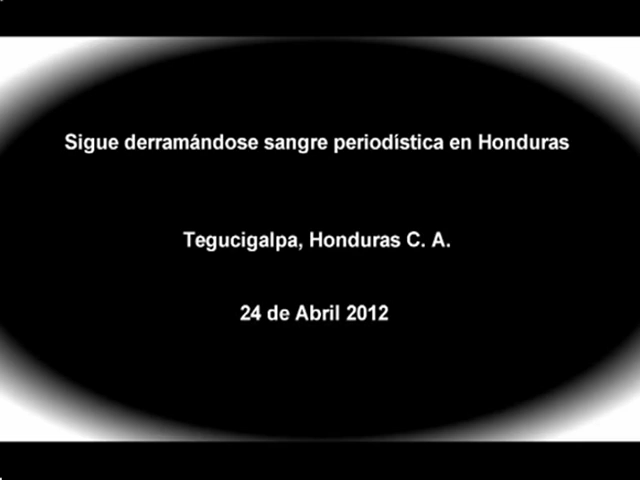 Sigue derramándose sangre periodística en Honduras
Tegucigalpa, Honduras C. A.
24 de Abril 2012